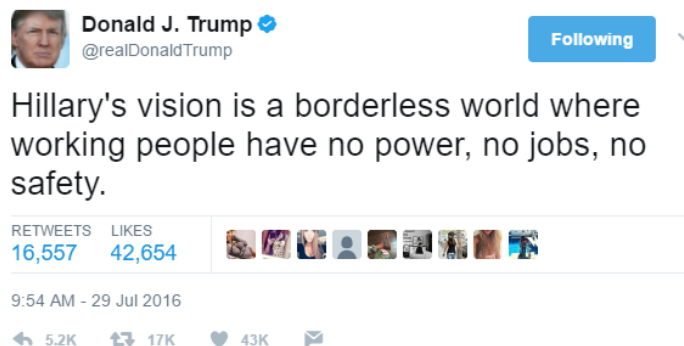 Donald J. Trump
@realDonaldTrump
Following
Hillary's vision is a borderless world where
working people have no power, no jobs, no
safety.
RETWEETS LIKES
16,557 42,654
9:54 AM - 29 Jul 2016
5.2K 17K 43K